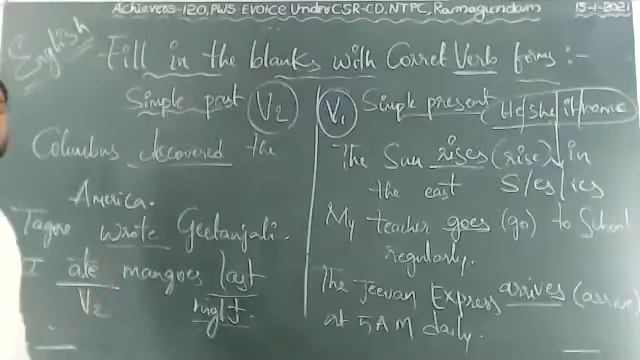 Achievers-120, PWS EVOICE Under CSR-CD, NTPC, Ramagundam 15-1-2021
English
Fill in the blanks with Corret Verb forms :-
Simple past V2
Columbus discovered the
America.
Tagore wrote Geetanjali.
I ate mangoes last
V2
night.
V1 Simple present He/she/it/name
The Sun rises (rise) in
the east S/es/ies
My teacher goes (go) to School
regularly.
The Jeevan Express arrives (arrive)
at 5 AM daily.